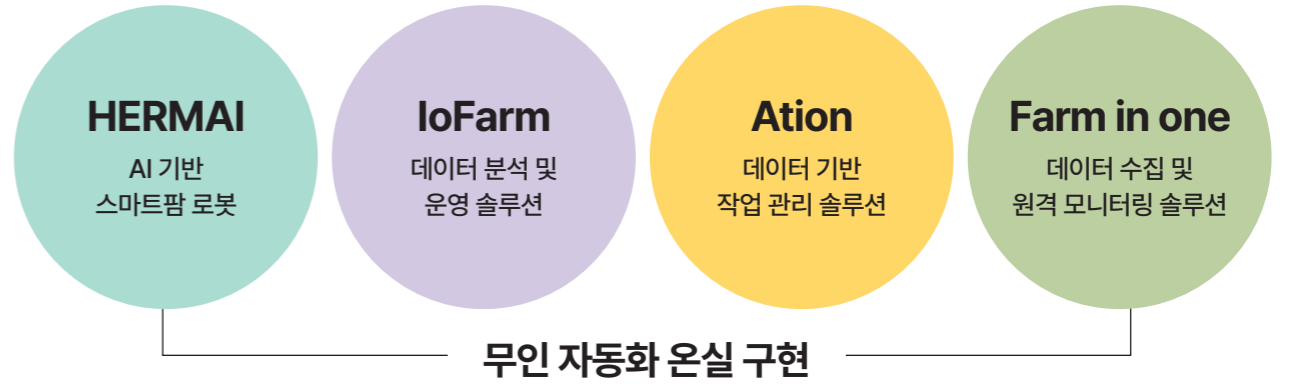 HERMAI
AI 기반
스마트팜 로봇
IoFarm
데이터 분석 및
운영 솔루션
Ation
데이터 기반
작업 관리 솔루션
Farm in one
데이터 수집 및
원격 모니터링 솔루션
무인 자동화 온실 구현